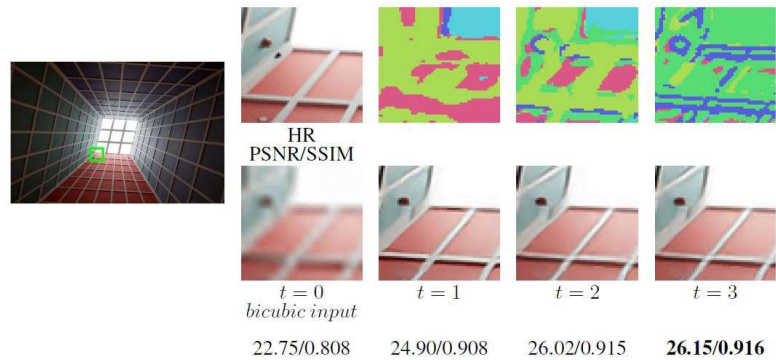 HR
PSNR/SSIM
t = 0 t = 1 t = 2 t = 3
bicubic input
22.75/0.808 24.90/0.908 26.02/0.915 26.15/0.916